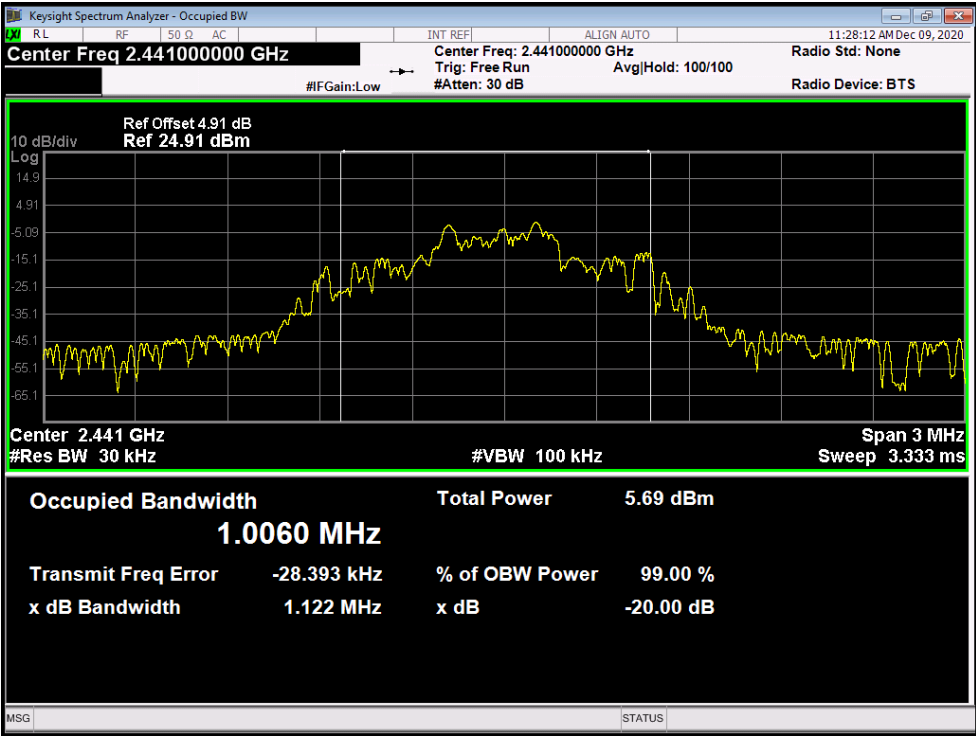 Keysight Spectrum Analyzer - Occupied BW
LXI RL RF 50 Ω AC INT REF ALIGN AUTO 11:28:12 AM Dec 09, 2020
Center Freq 2.441000000 GHz Center Freq: 2.441000000 GHz Radio Std: None
Trig: Free Run Avg|Hold: 100/100
#IFGain:Low #Atten: 30 dB Radio Device: BTS
Ref Offset 4.91 dB
10 dB/div Ref 24.91 dBm
Log
14.9
4.91
-5.09
-15.1
-25.1
-35.1
-45.1
-55.1
-65.1
Center 2.441 GHz Span 3 MHz
#Res BW 30 kHz #VBW 100 kHz Sweep 3.333 ms
Occupied Bandwidth Total Power 5.69 dBm
1.0060 MHz
Transmit Freq Error -28.393 kHz % of OBW Power 99.00 %
x dB Bandwidth 1.122 MHz x dB -20.00 dB
MSG STATUS